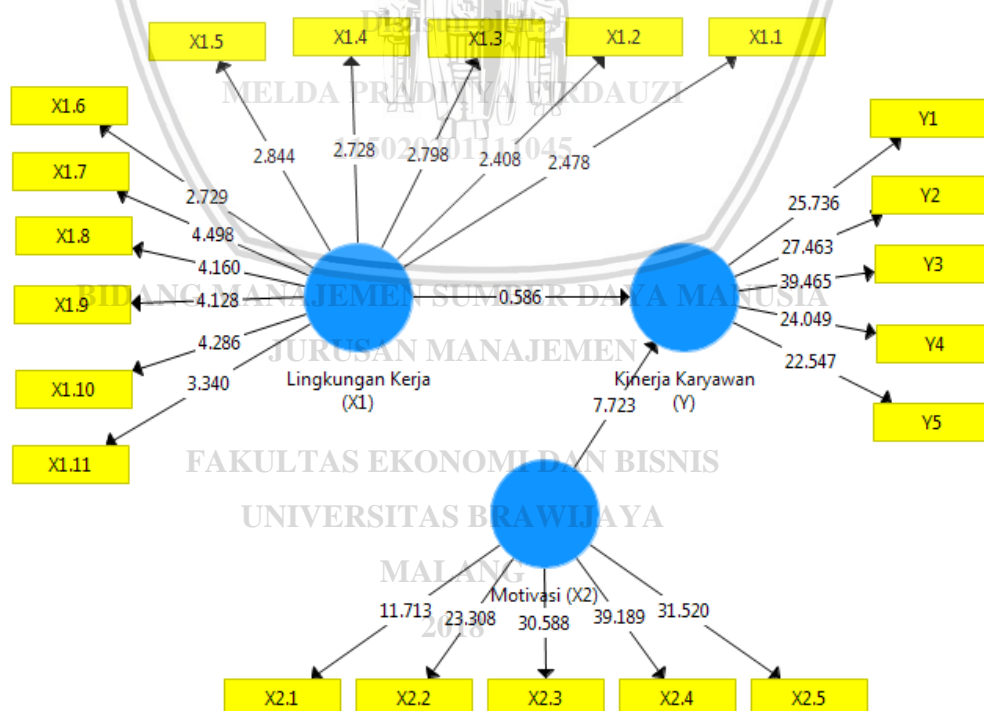 Disusun oleh:
X1.5
X1.4
X1.3
X1.2
X1.1
MELDA PRADITYA FIRDAUZI
X1.6
X1.7
X1.8
X1.9
X1.10
X1.11
2.844
2.728
2.798
2.408
2.478
2.729
4.498
4.160
4.128
4.286
3.340
Lingkungan Kerja
(X1)
0.586
BIDANG MANAJEMEN SUMBER DAYA MANUSIA
JURUSAN MANAJEMEN
Kinerja Karyawan
(Y)
7.723
25.736
27.463
39.465
24.049
22.547
Y1
Y2
Y3
Y4
Y5
FAKULTAS EKONOMI DAN BISNIS
UNIVERSITAS BRAWIJAYA
MALANG
2018
Motivasi (X2)
11.713
23.308
30.588
39.189
31.520
X2.1
X2.2
X2.3
X2.4
X2.5